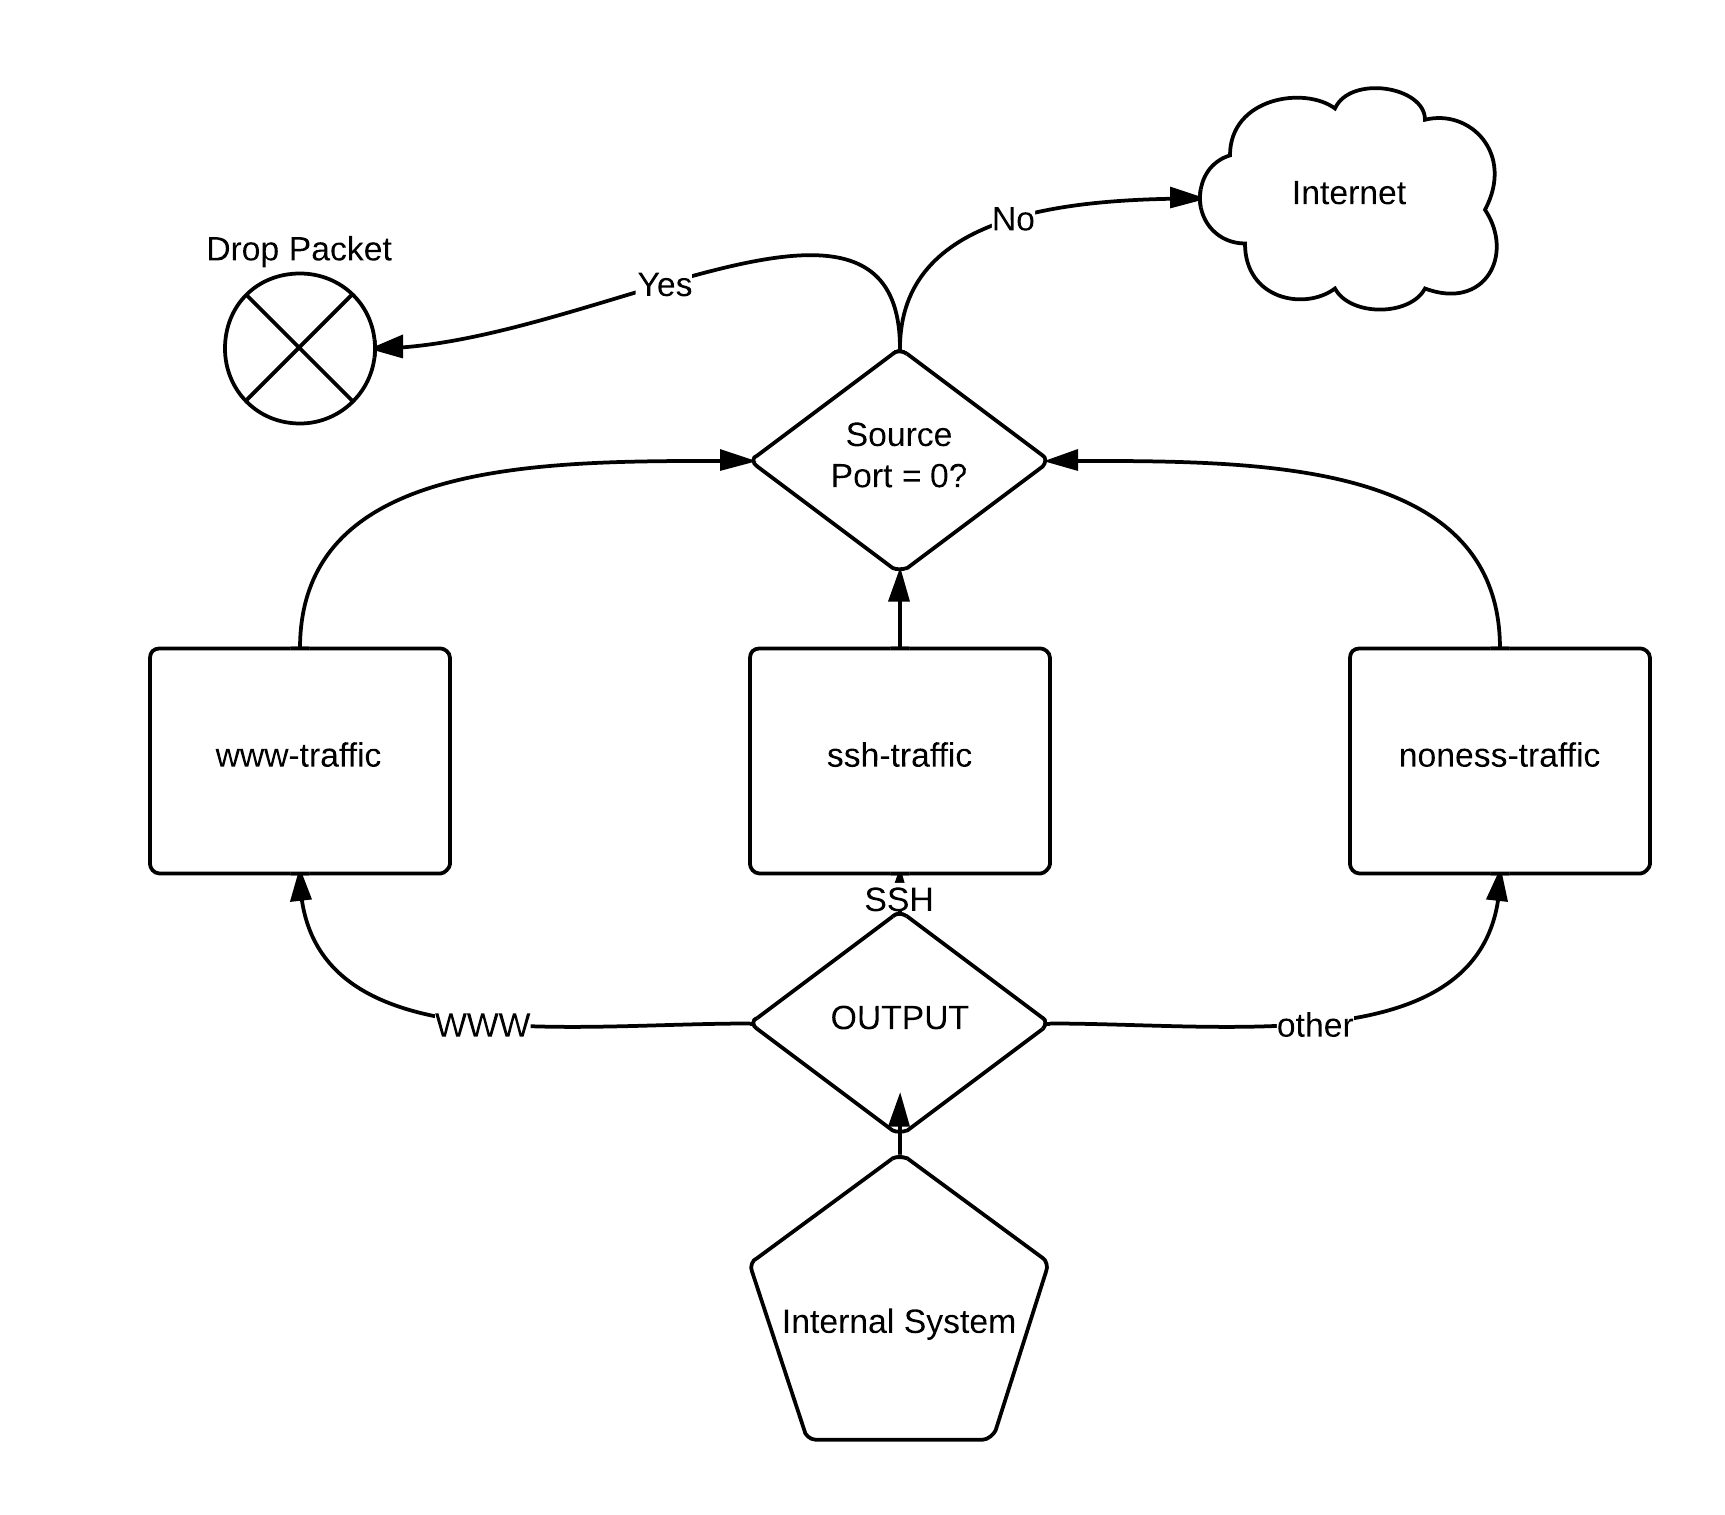 Internet
No
Drop Packet
Yes
Source
Port = 0?
www-traffic
ssh-traffic
noness-traffic
SSH
OUTPUT
WWW
other
Internal System